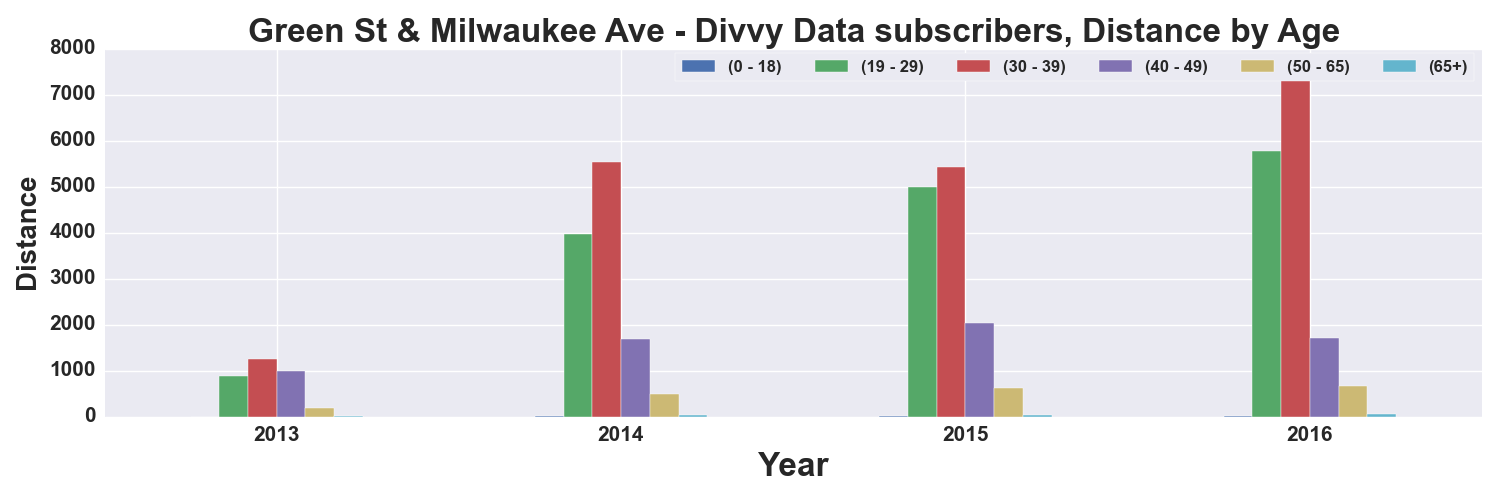 Green St & Milwaukee Ave - Divvy Data subscribers, Distance by Age
(0 - 18) (19 - 29) (30 - 39) (40 - 49) (50 - 65) (65+)
8000
7000
6000
5000
4000
3000
2000
1000
0
Distance
2013 2014 2015 2016
Year